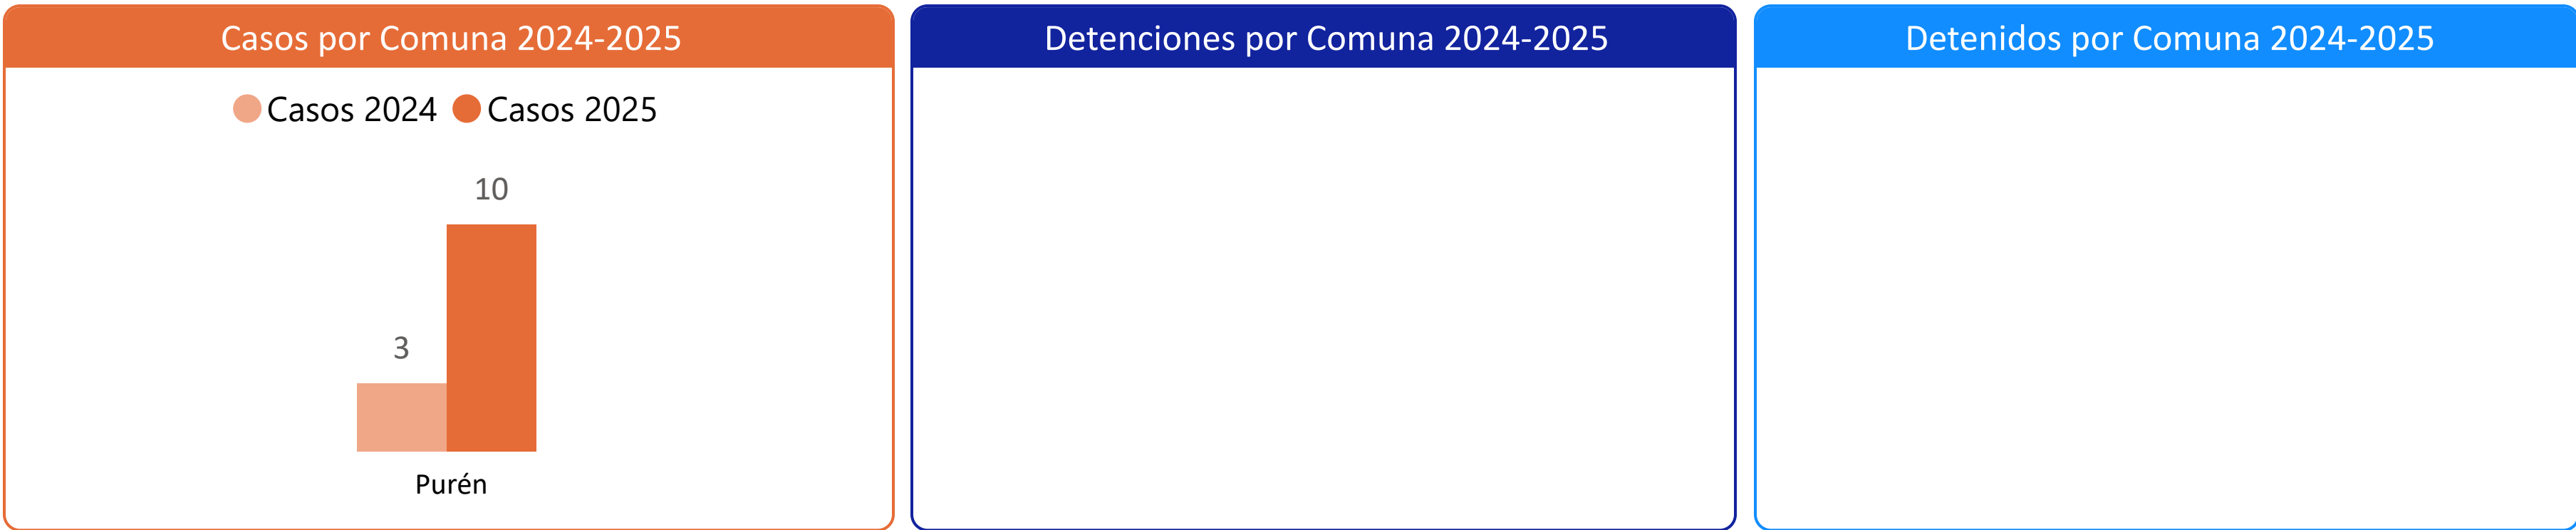 Casos por Comuna 2024-2025
Casos 2024 Casos 2025
10
3
Purén
Detenciones por Comuna 2024-2025
Detenidos por Comuna 2024-2025